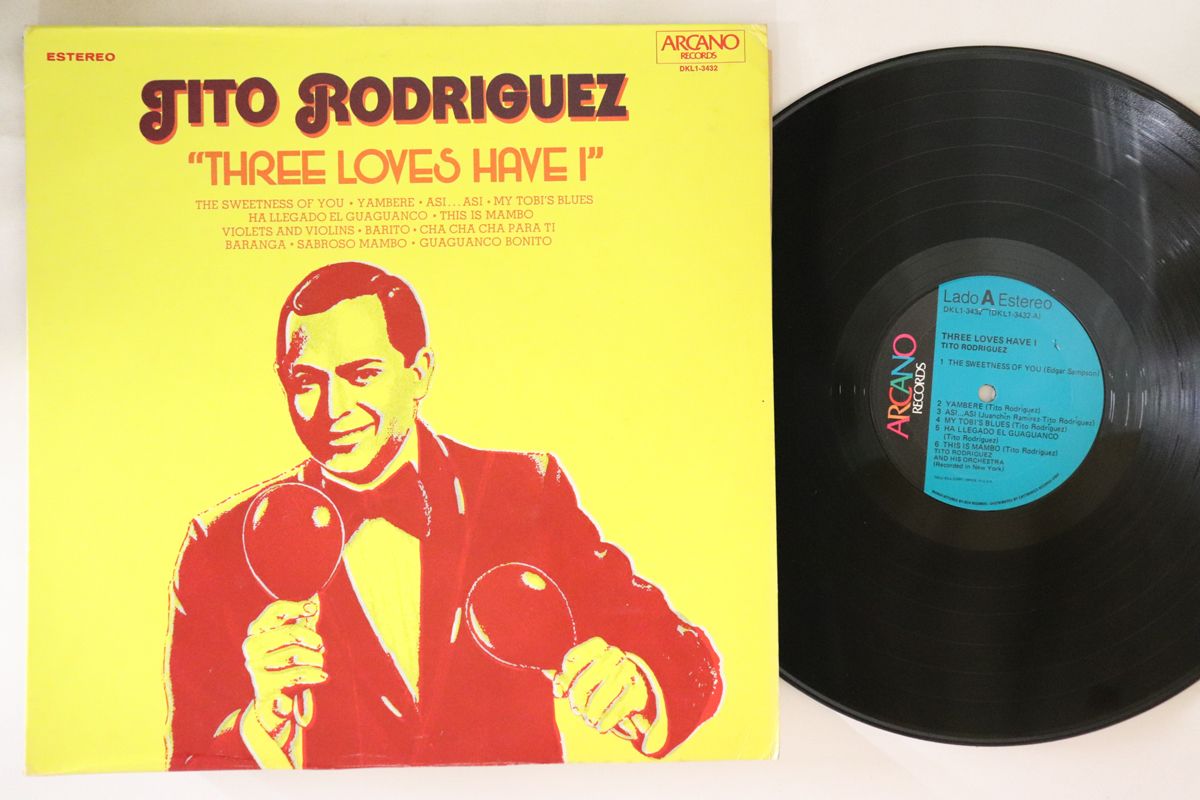 ESTEREO
ARCANO
RECORDS
DKL1-3432
TITO RODRIGUEZ
"THREE LOVES HAVE I"
THE SWEETNESS OF YOU • YAMBERE • ASI...ASI • MY TOBI'S BLUES
HA LLEGADO EL GUAGUANCO • THIS IS MAMBO
VIOLETS AND VIOLINS • BARITO • CHA CHA CHA PARA TI
BARANGA • SABROSO MAMBO • GUAGUANCO BONITO
Lado A Estereo
DKL1-3432 (DKL1-3432-A)
THREE LOVES HAVE I
TITO RODRIGUEZ
1 THE SWEETNESS OF YOU (Edgar Sampson)
ARCANO
RECORDS
2 YAMBERE (Tito Rodriguez)
3 ASI...ASI (Juanchin Ramirez-Tito Rodriguez)
4 MY TOBI'S BLUES (Tito Rodriguez)
5 HA LLEGADO EL GUAGUANCO
(Tito Rodriguez)
6 THIS IS MAMBO (Tito Rodriguez)
TITO RODRIGUEZ
AND HIS ORCHESTRA
(Recorded in New York)